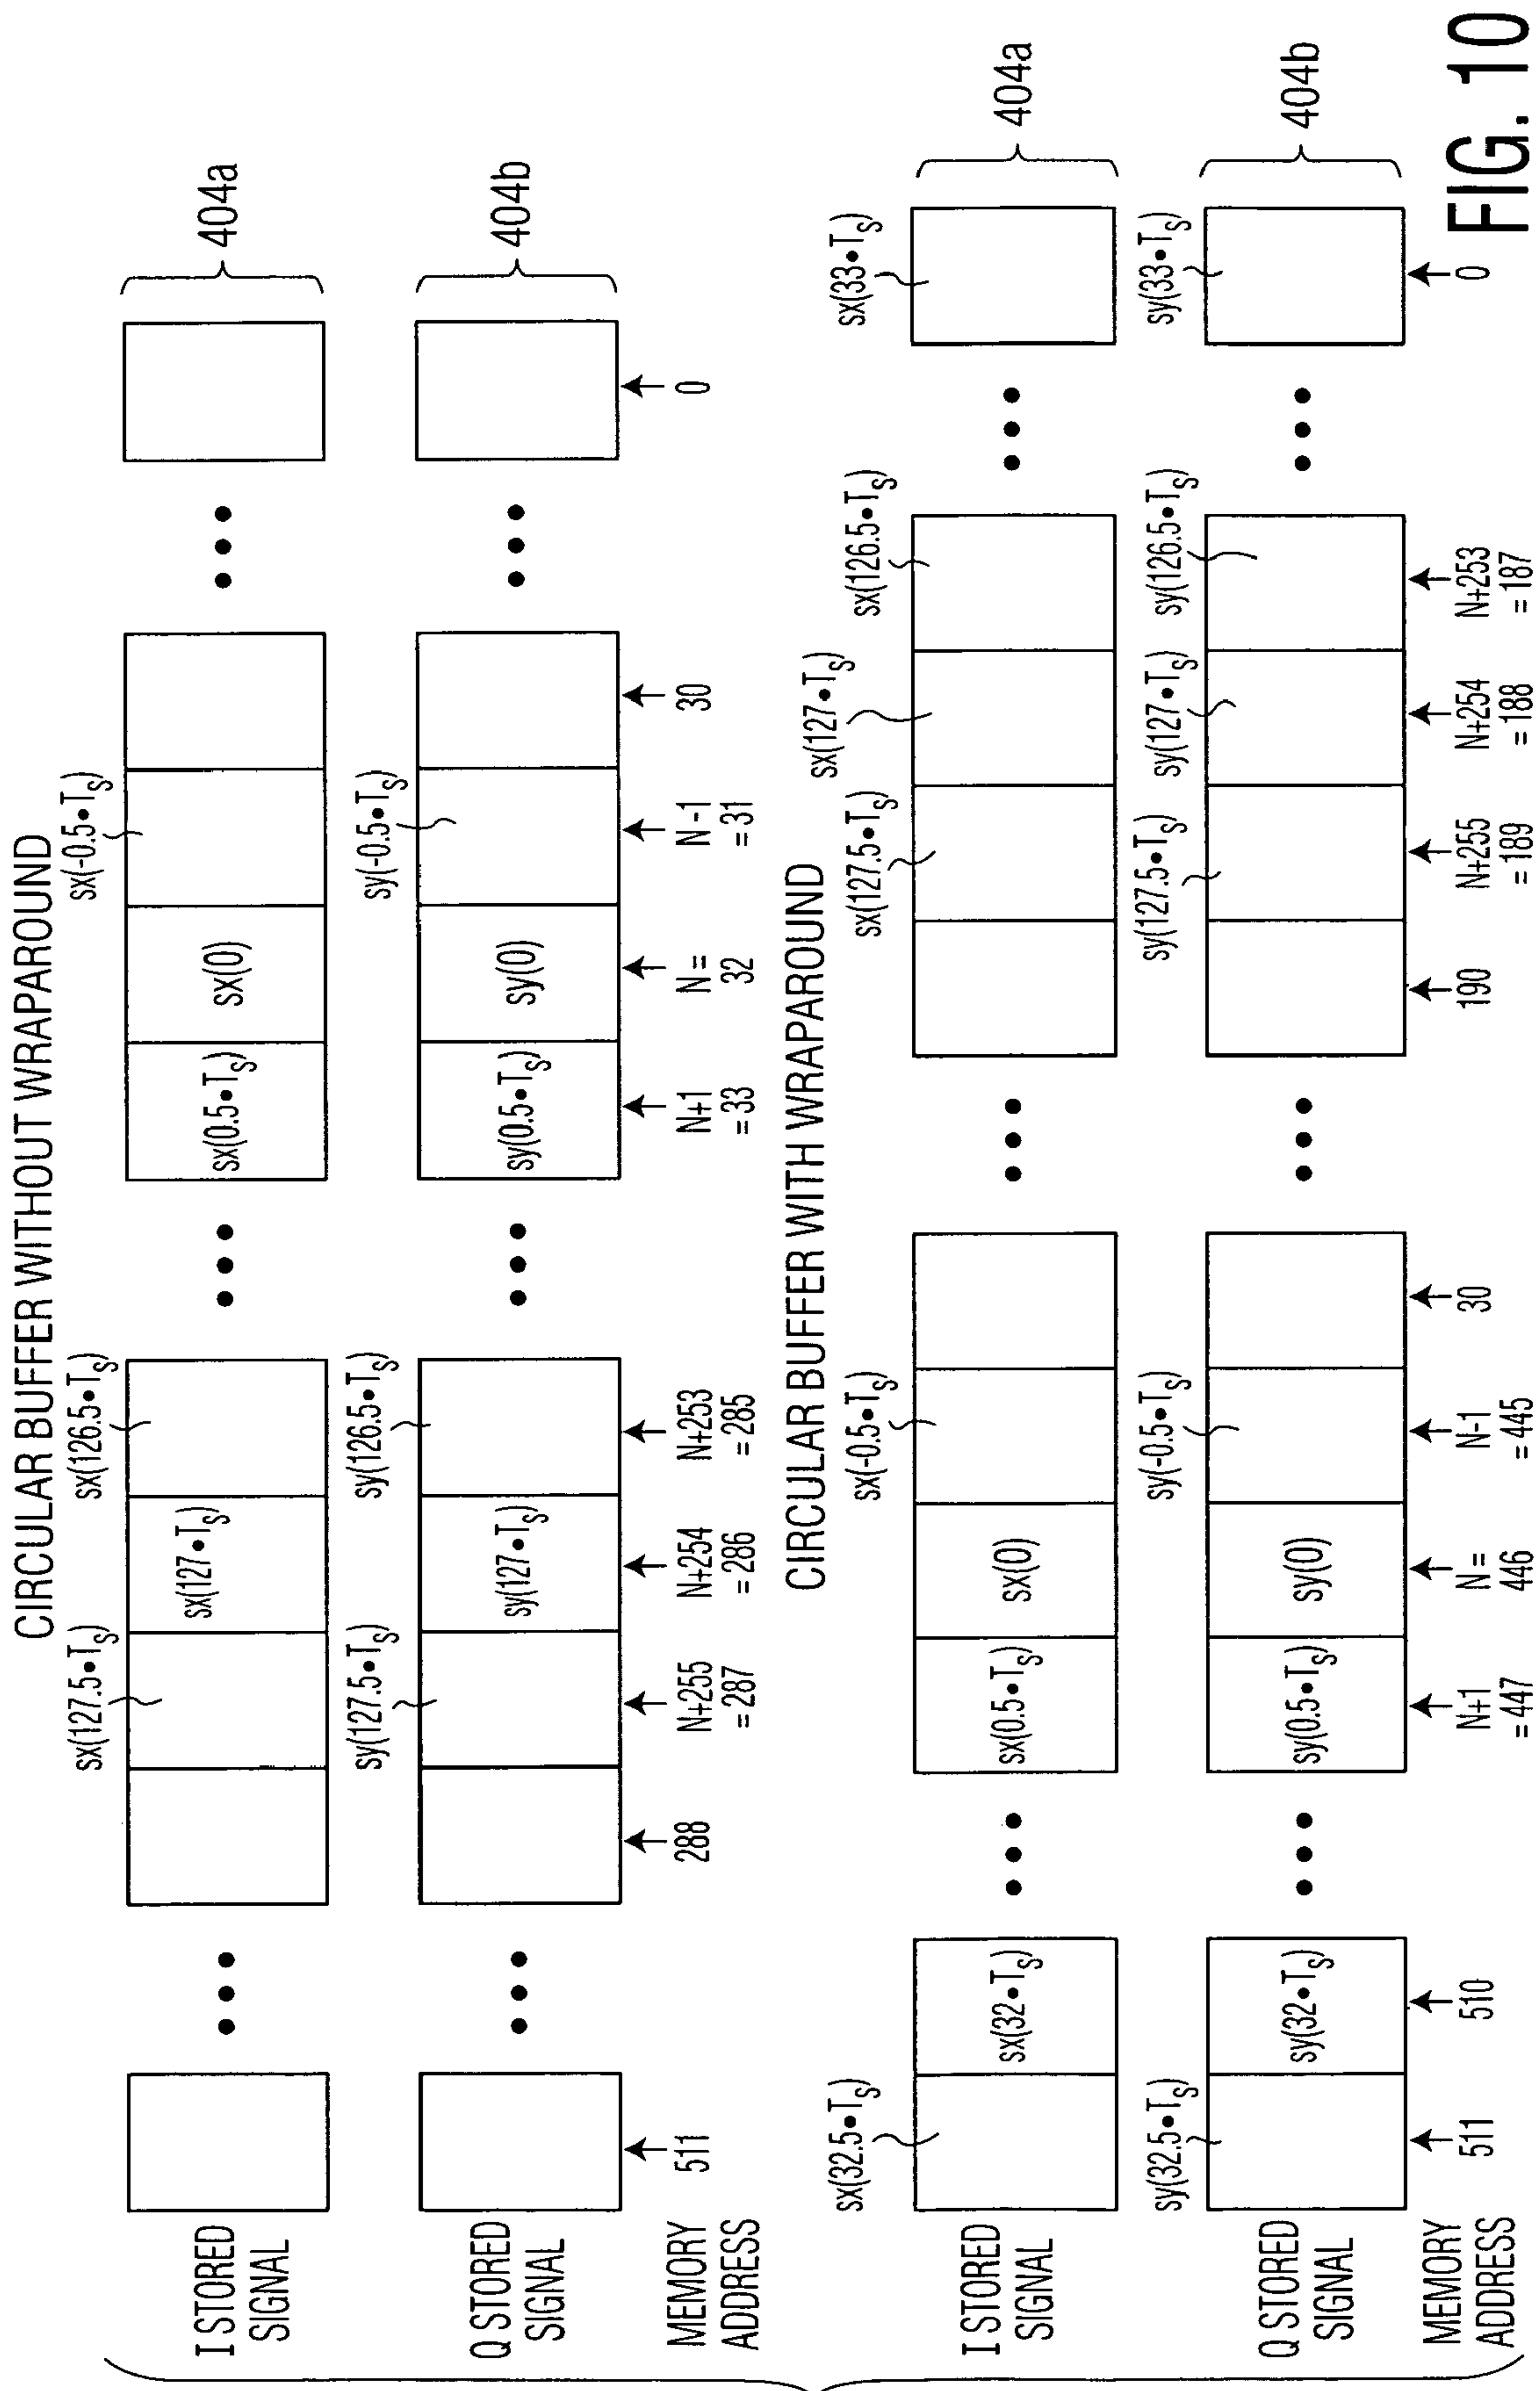 CIRCULAR BUFFER WITHOUT WRAPAROUND
sx(127.5•TS) sx(126.5•TS) sx(-0.5•TS)
I STORED
SIGNAL
sx(127•TS) sx(0.5•TS) sx(0)
404a
sy(127.5•TS) sy(126.5•TS) sy(-0.5•TS)
Q STORED
SIGNAL
sy(127•TS) sy(0.5•TS) sy(0)
404b
MEMORY
ADDRESS
511 288 N+255 N+254 N+253 N+1 N= N-1 30 0
=287 =286 =285 =33 32 =31
CIRCULAR BUFFER WITH WRAPAROUND
sx(32.5•TS) sx(-0.5•TS) sx(127.5•TS) sx(127•TS) sx(126.5•TS) sx(33•TS)
I STORED
SIGNAL
sx(32•TS) sx(0.5•TS) sx(0)
404a
sy(32.5•TS) sy(-0.5•TS) sy(127.5•TS) sy(127•TS) sy(126.5•TS) sy(33•TS)
Q STORED
SIGNAL
sy(32•TS) sy(0.5•TS) sy(0)
404b
MEMORY
ADDRESS
511 510 N+1 N= N-1 30 190 N+255 N+254 N+253 0
=447 446 =445 =189 =188 =187
FIG. 10